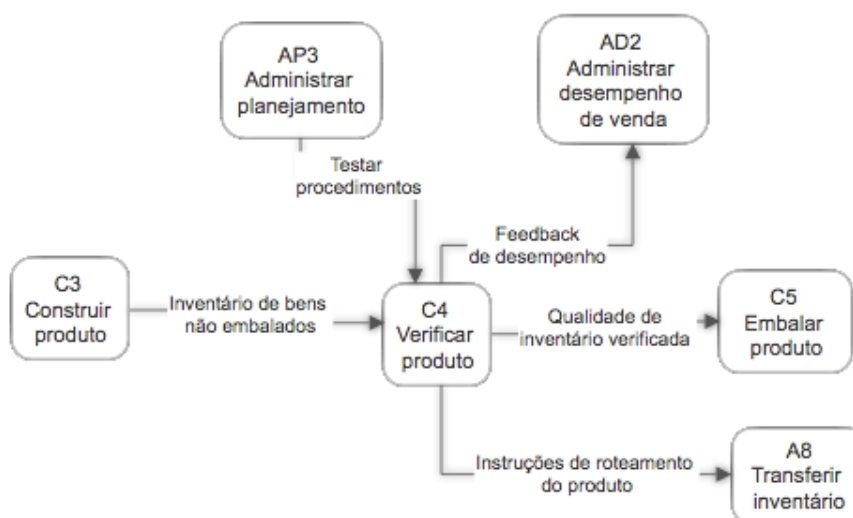 AP3
Administrar
planejamento
AD2
Administrar
desempenho
de venda
Testar
procedimentos
Feedback
de desempenho
C3
Construir
produto
Inventário de bens
não embalados
C4
Verificar
produto
Qualidade de
inventário verificada
C5
Embalar
produto
Instruções de roteamento
do produto
A8
Transferir
inventário